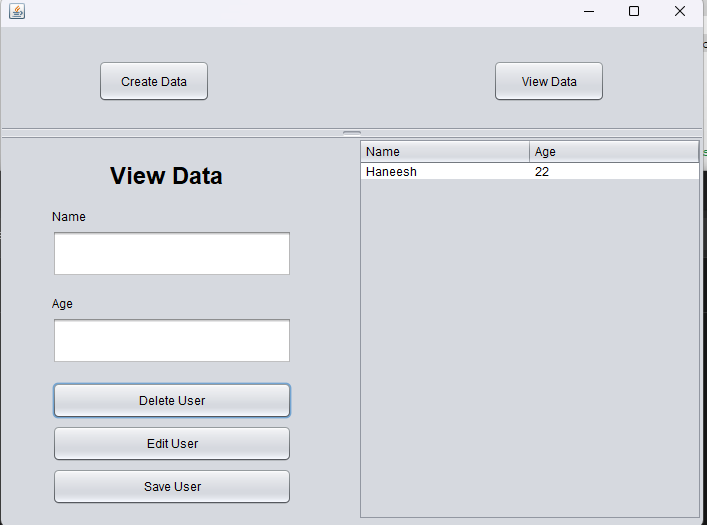 Create Data
View Data
View Data
Name
Age
Delete User
Edit User
Save User
Name Age
Haneesh 22